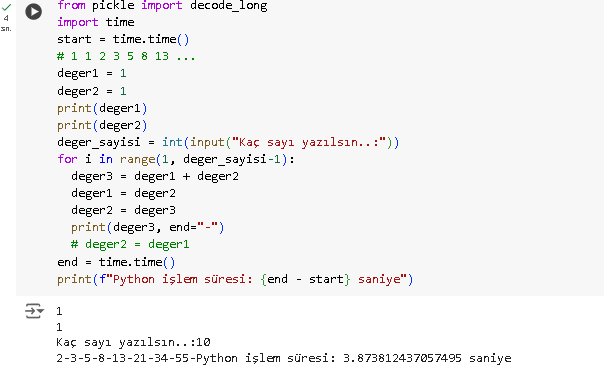 from pickle import decode_long
4
import time
sn.
start = time.time()
# 1 1 2 3 5 8 13 ...
deger1 = 1
deger2 = 1
print(deger1)
print(deger2)
deger_sayisi = int(input("Kaç sayı yazılsın..:"))
for i in range(1, deger_sayisi-1):
  deger3 = deger1 + deger2
  deger1 = deger2
  deger2 = deger3
  print(deger3, end="-")
  # deger2 = deger1
end = time.time()
print(f"Python işlem süresi: {end - start} saniye")
1
1
Kaç sayı yazılsın..:10
2-3-5-8-13-21-34-55-Python işlem süresi: 3.873812437057495 saniye